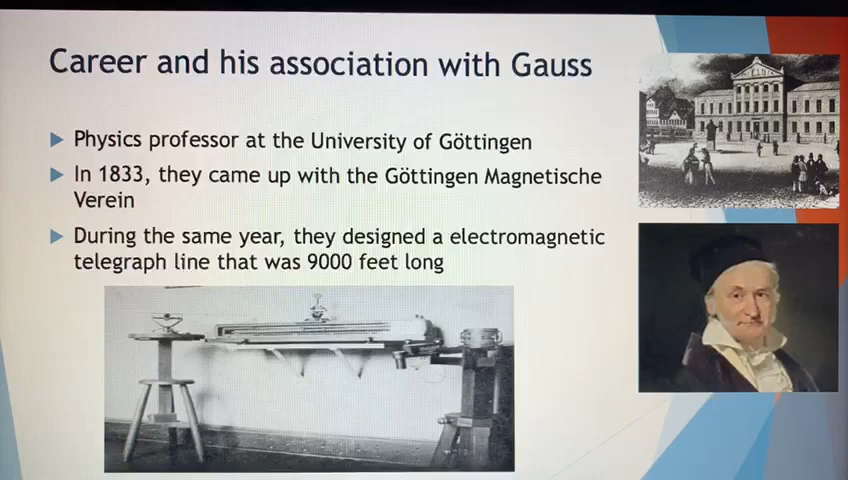 Career and his association with Gauss
Physics professor at the University of Göttingen
In 1833, they came up with the Göttingen Magnetische
Verein
During the same year, they designed a electromagnetic
telegraph line that was 9000 feet long